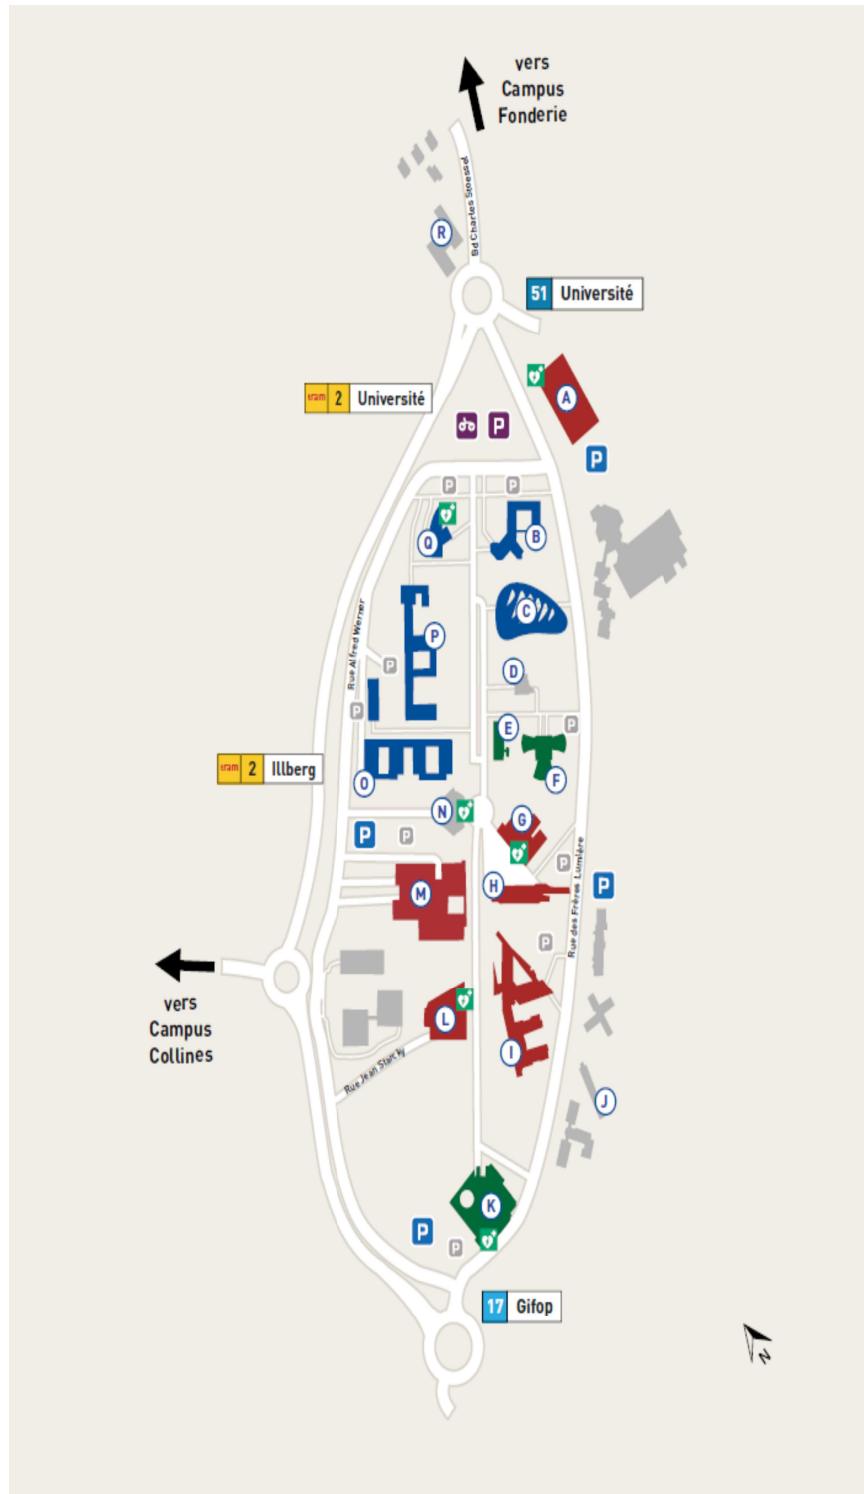 vers
Campus
Fonderie
Bd Charles Stoessel
R
51 Université
A
tram 2 Université
P
P
P
P
Q
B
C
Rue Alfred Werner
P
P
D
P
E
P
F
tram 2 Illberg
O
N
G
P
P
P
Rue des Frères Lumière
M
H
P
P
vers
Campus
Collines
L
I
Rue Jean Starcky
J
K
P
P
17 Gifop
N